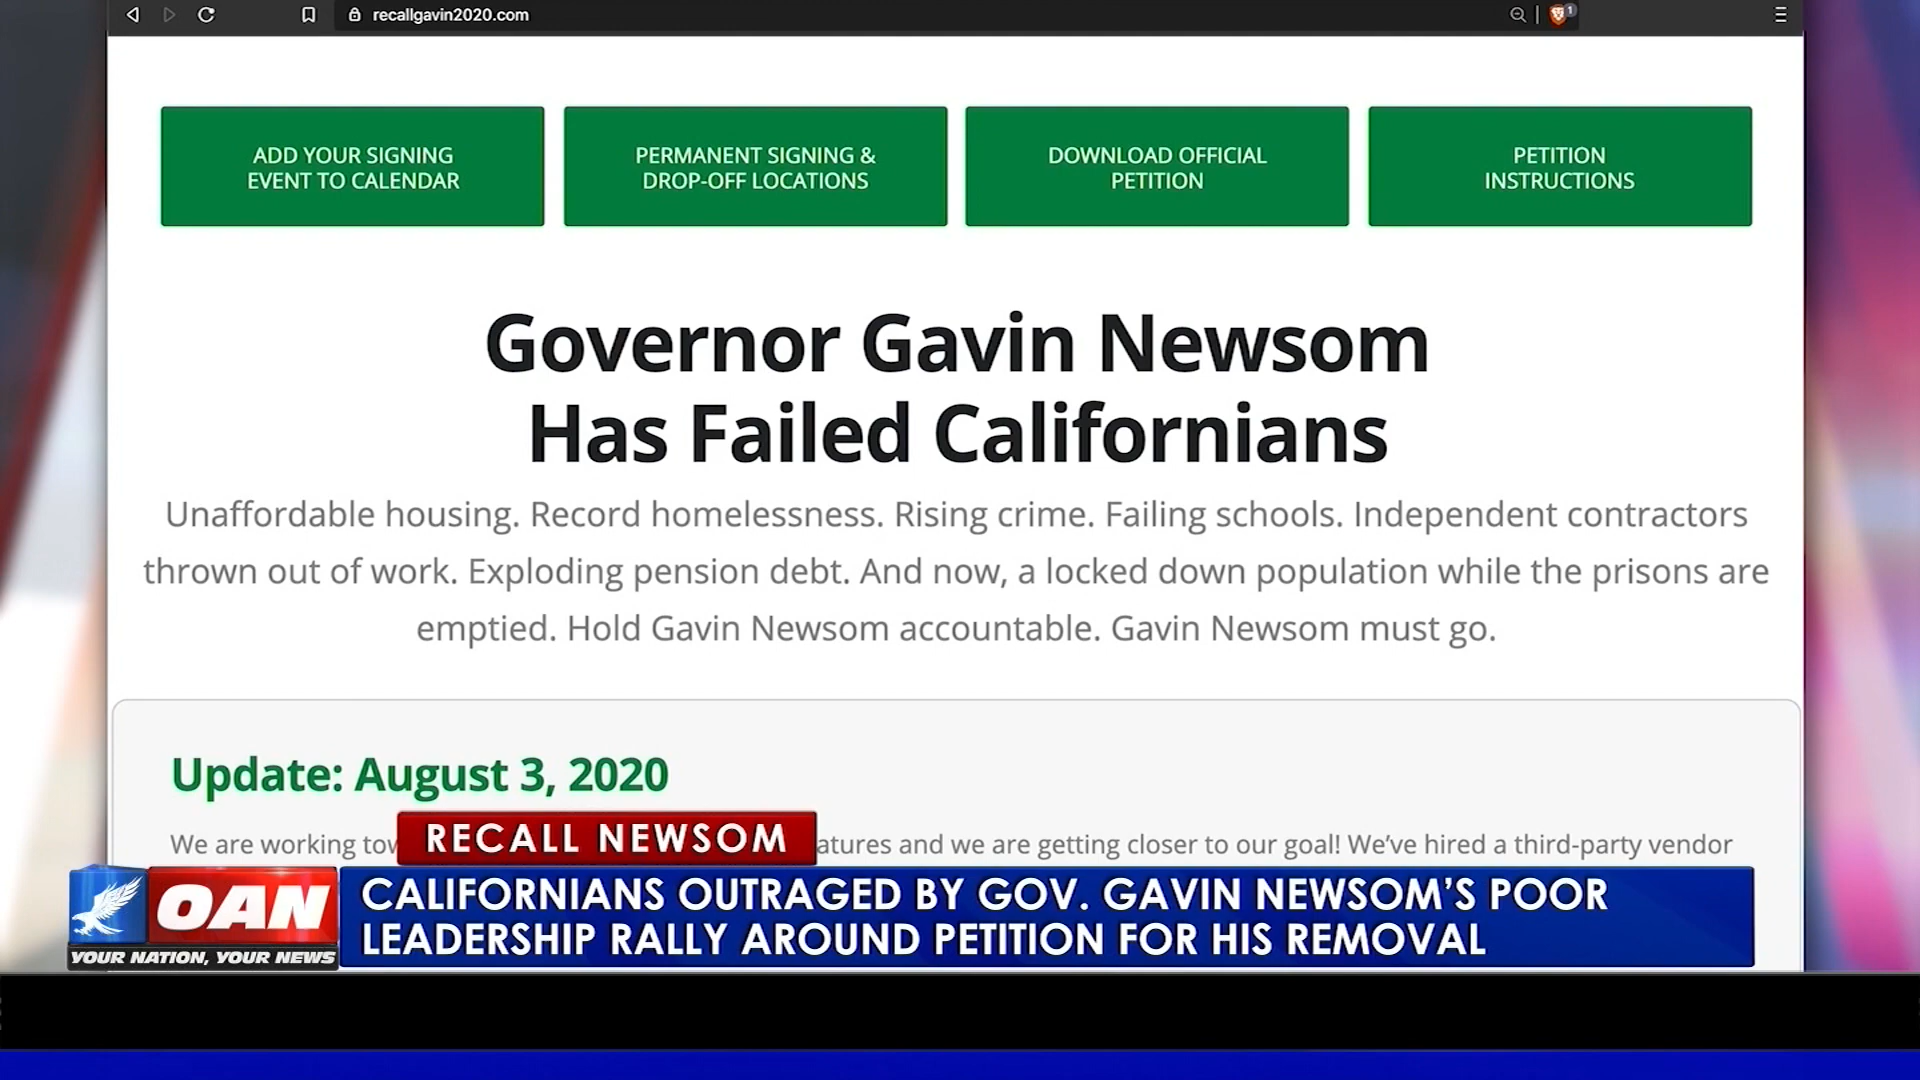 recallgavin2020.com
1
ADD YOUR SIGNING
EVENT TO CALENDAR
PERMANENT SIGNING &
DROP-OFF LOCATIONS
DOWNLOAD OFFICIAL
PETITION
PETITION
INSTRUCTIONS
Governor Gavin Newsom
Has Failed Californians
Unaffordable housing. Record homelessness. Rising crime. Failing schools. Independent contractors
thrown out of work. Exploding pension debt. And now, a locked down population while the prisons are
emptied. Hold Gavin Newsom accountable. Gavin Newsom must go.
Update: August 3, 2020
We are working and we are getting closer to our goal! We've hired a third-party vendor
RECALL NEWSOM
OAN
YOUR NATION, YOUR NEWS
CALIFORNIANS OUTRAGED BY GOV. GAVIN NEWSOM'S POOR
LEADERSHIP RALLY AROUND PETITION FOR HIS REMOVAL